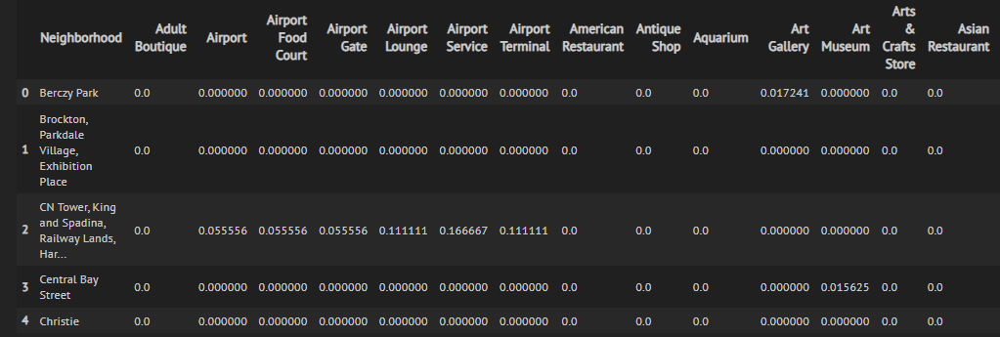 Neighborhood Adult Boutique Airport Airport Food Court Airport Gate Airport Lounge Airport Service Airport Terminal American Restaurant Antique Shop Aquarium Art Gallery Art Museum Arts & Crafts Store Asian Restaurant
0 Berczy Park 0.0 0.000000 0.000000 0.000000 0.000000 0.000000 0.000000 0.0 0.0 0.0 0.017241 0.000000 0.0 0.0
1 Brockton, Parkdale Village, Exhibition Place 0.0 0.000000 0.000000 0.000000 0.000000 0.000000 0.000000 0.0 0.0 0.0 0.000000 0.000000 0.0 0.0
2 CN Tower, King and Spadina, Railway Lands, Har... 0.0 0.055556 0.055556 0.055556 0.111111 0.166667 0.111111 0.0 0.0 0.0 0.000000 0.000000 0.0 0.0
3 Central Bay Street 0.0 0.000000 0.000000 0.000000 0.000000 0.000000 0.000000 0.0 0.0 0.0 0.000000 0.015625 0.0 0.0
4 Christie 0.0 0.000000 0.000000 0.000000 0.000000 0.000000 0.000000 0.0 0.0 0.0 0.000000 0.000000 0.0 0.0